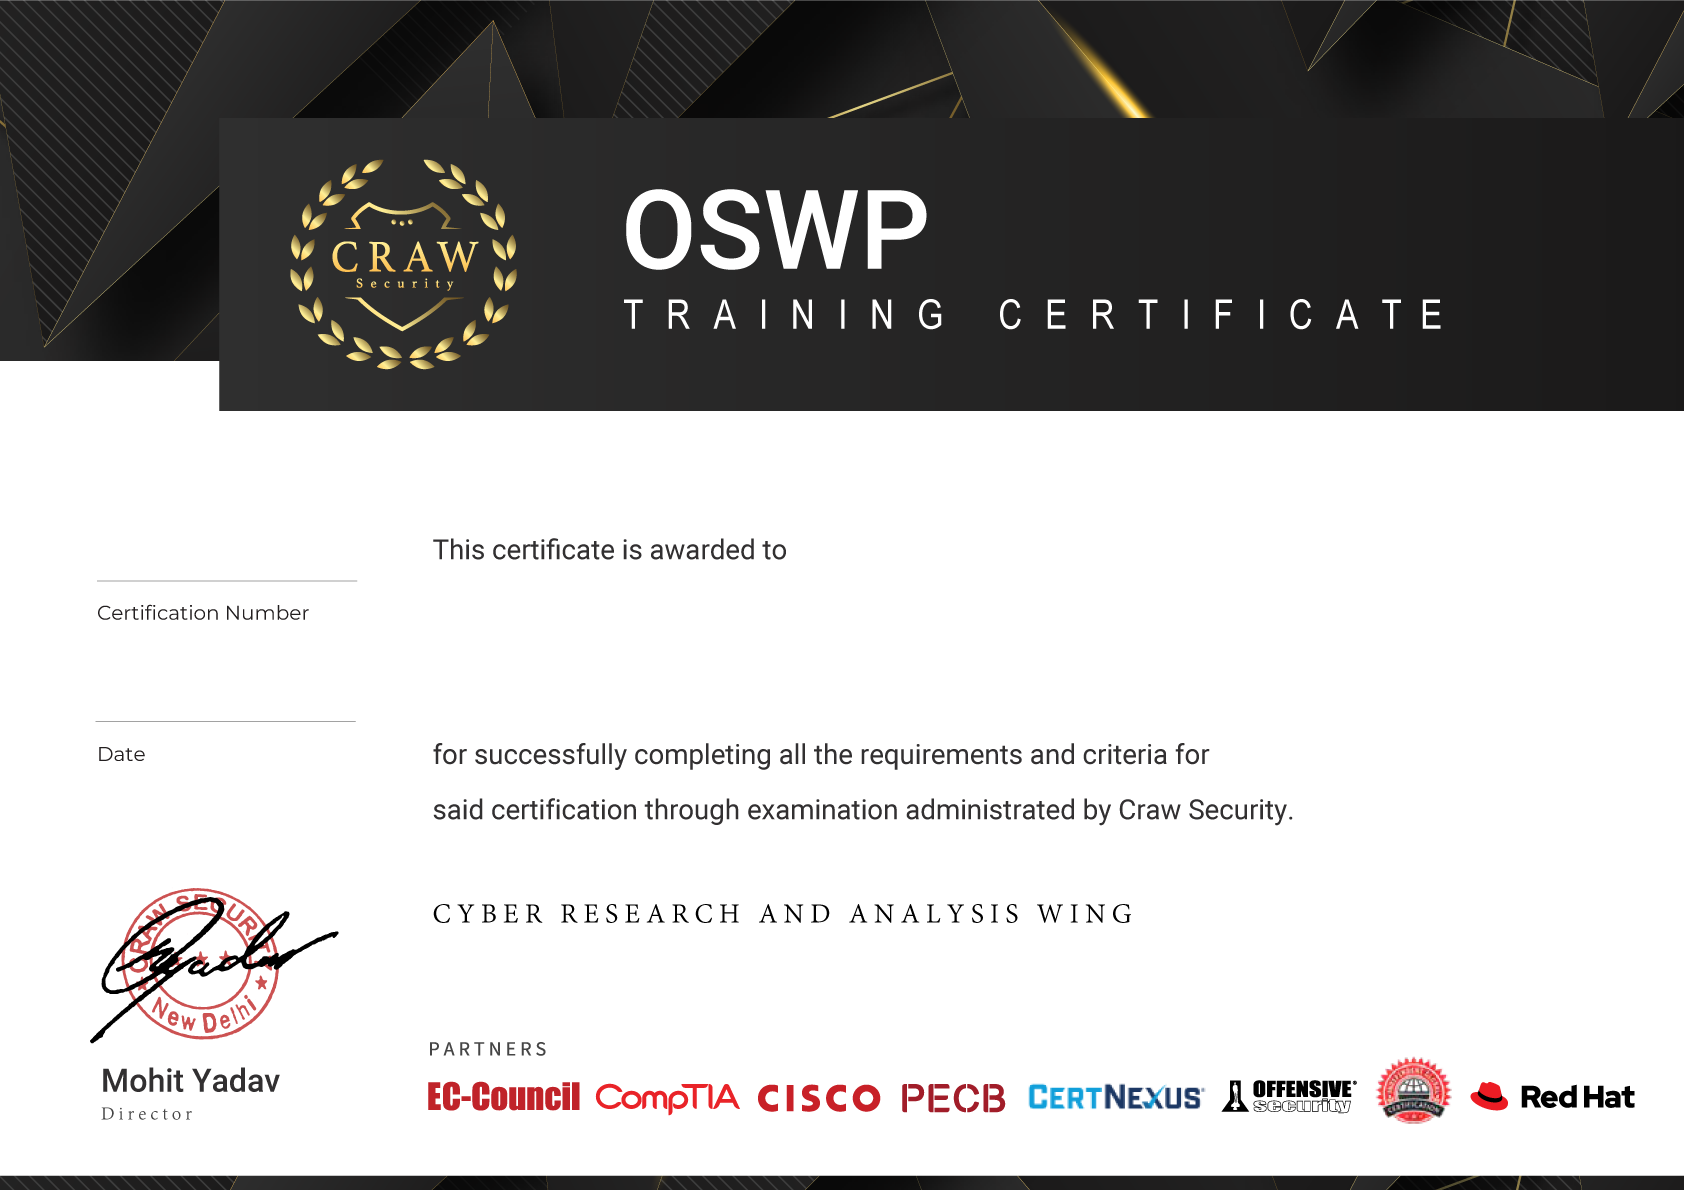 CRAW
Security
OSWP
TRAINING CERTIFICATE
This certificate is awarded to
Certification Number
Date
for successfully completing all the requirements and criteria for
said certification through examination administrated by Craw Security.
CYBER RESEARCH AND ANALYSIS WING
CRAW SECURITY
New Delhi
Mohit Yadav
Director
PARTNERS
EC-Council CompTIA CISCO PECB CERTNEXUS OFFENSIVE security CERTIFICATION Red Hat